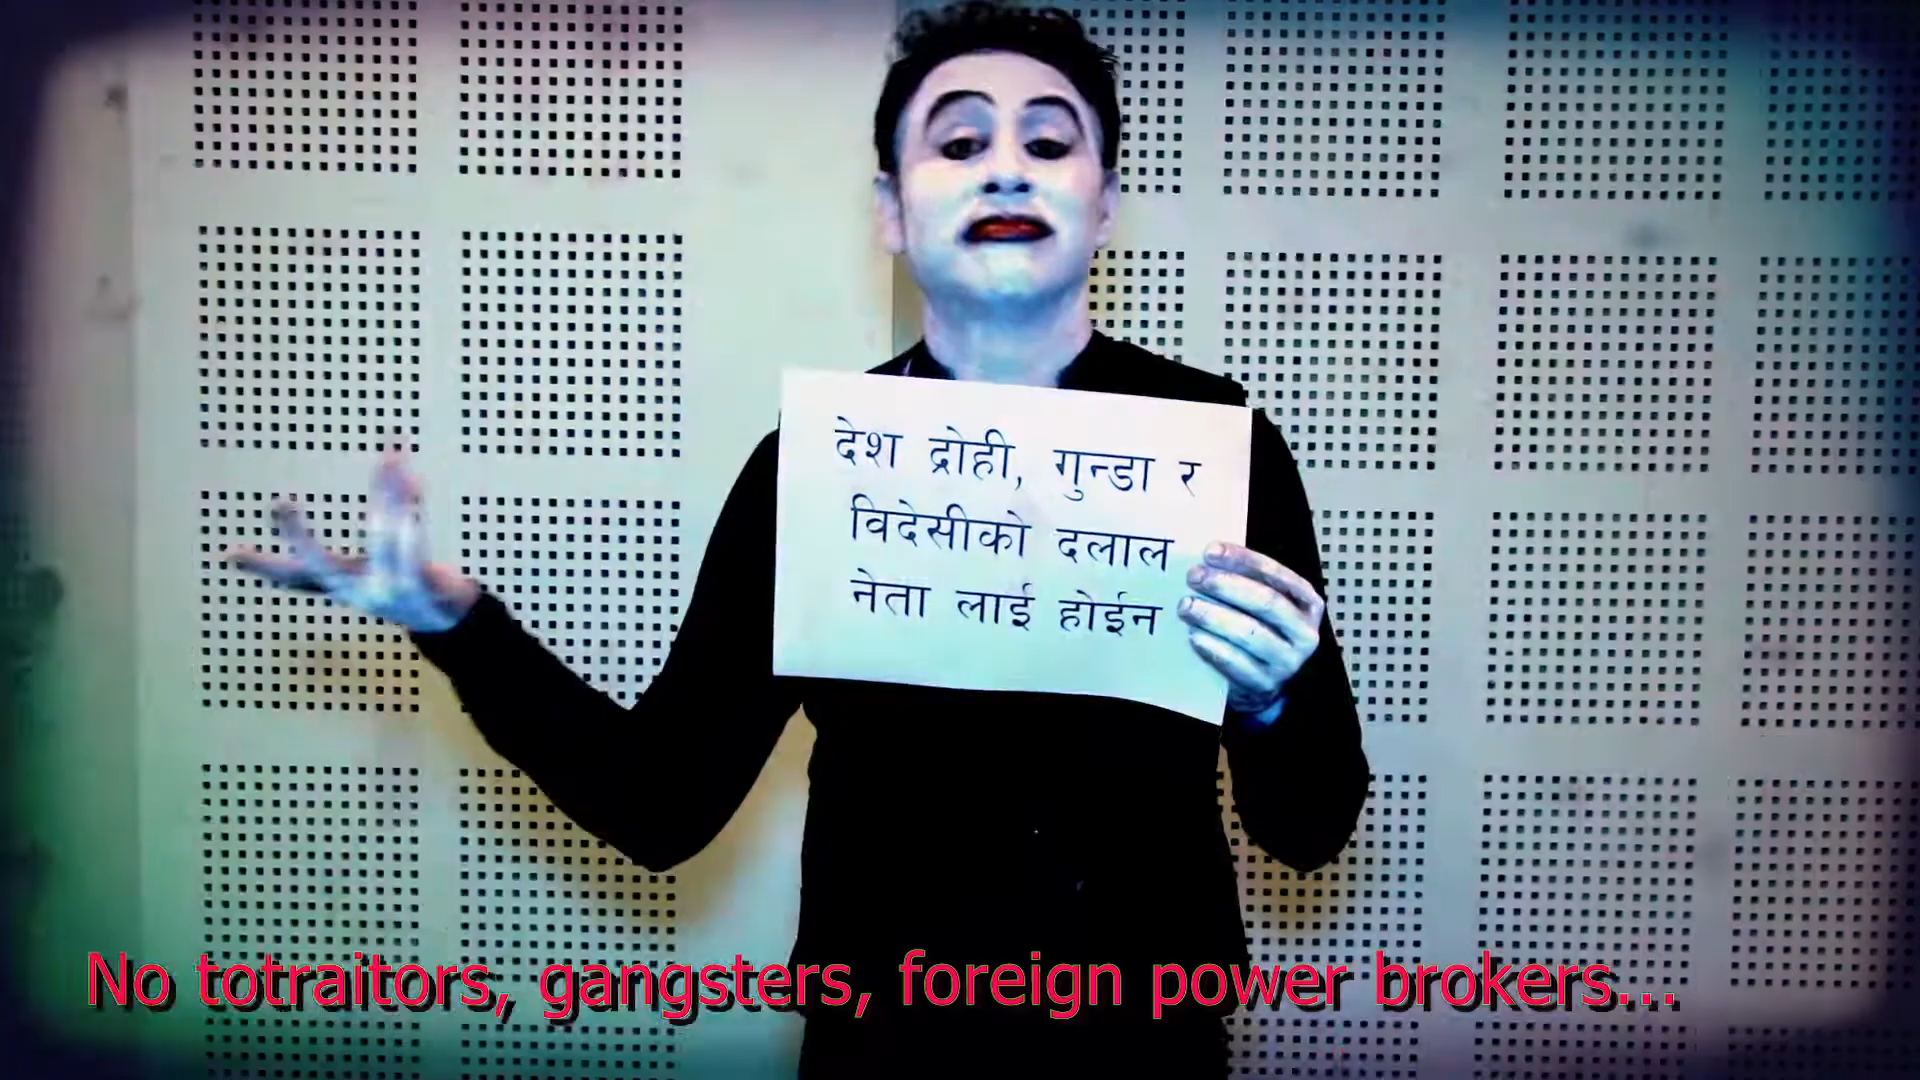 देश द्रोही, गुन्डा र
विदेसीको दलाल
नेता लाई होईन
No totraitors, gangsters, foreign power brokers...